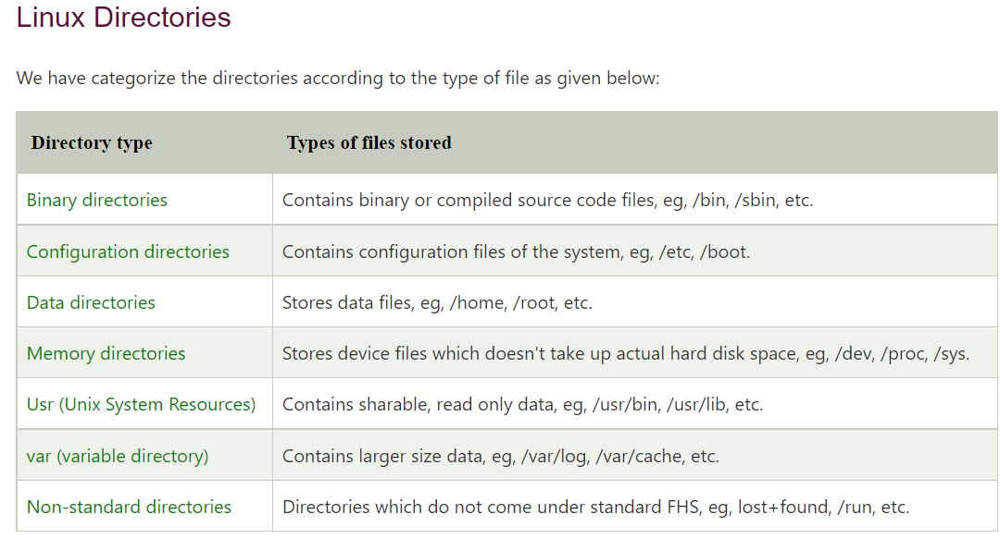 Linux Directories
We have categorize the directories according to the type of file as given below:
Directory type Types of files stored
Binary directories Contains binary or compiled source code files, eg, /bin, /sbin, etc.
Configuration directories Contains configuration files of the system, eg, /etc, /boot.
Data directories Stores data files, eg, /home, /root, etc.
Memory directories Stores device files which doesn't take up actual hard disk space, eg, /dev, /proc, /sys.
Usr (Unix System Resources) Contains sharable, read only data, eg, /usr/bin, /usr/lib, etc.
var (variable directory) Contains larger size data, eg, /var/log, /var/cache, etc.
Non-standard directories Directories which do not come under standard FHS, eg, lost+found, /run, etc.